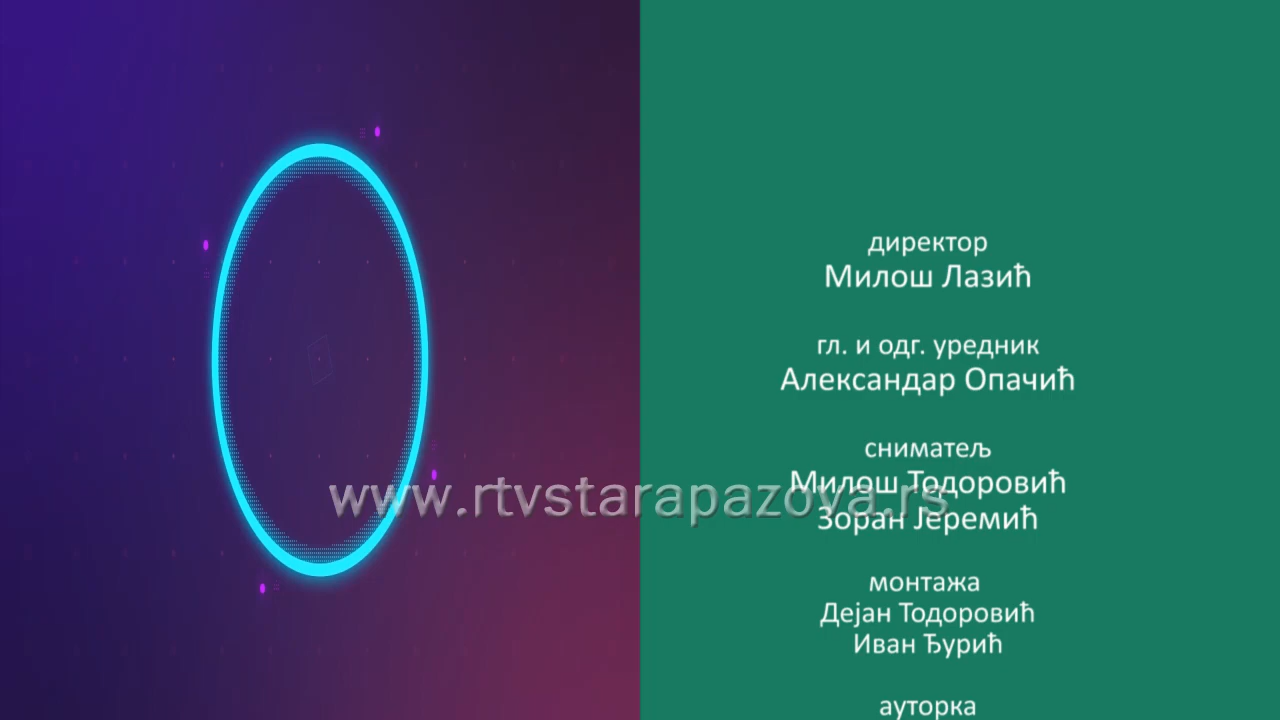 директор
Милош Лазић
гл. и одг. уредник
Александар Опачић
сниматељ
Милош Тодоровић
www.rtvstarapazova.rs
Зоран Јеремић
монтажа
Дејан Тодоровић
Иван Ђурић
ауторка